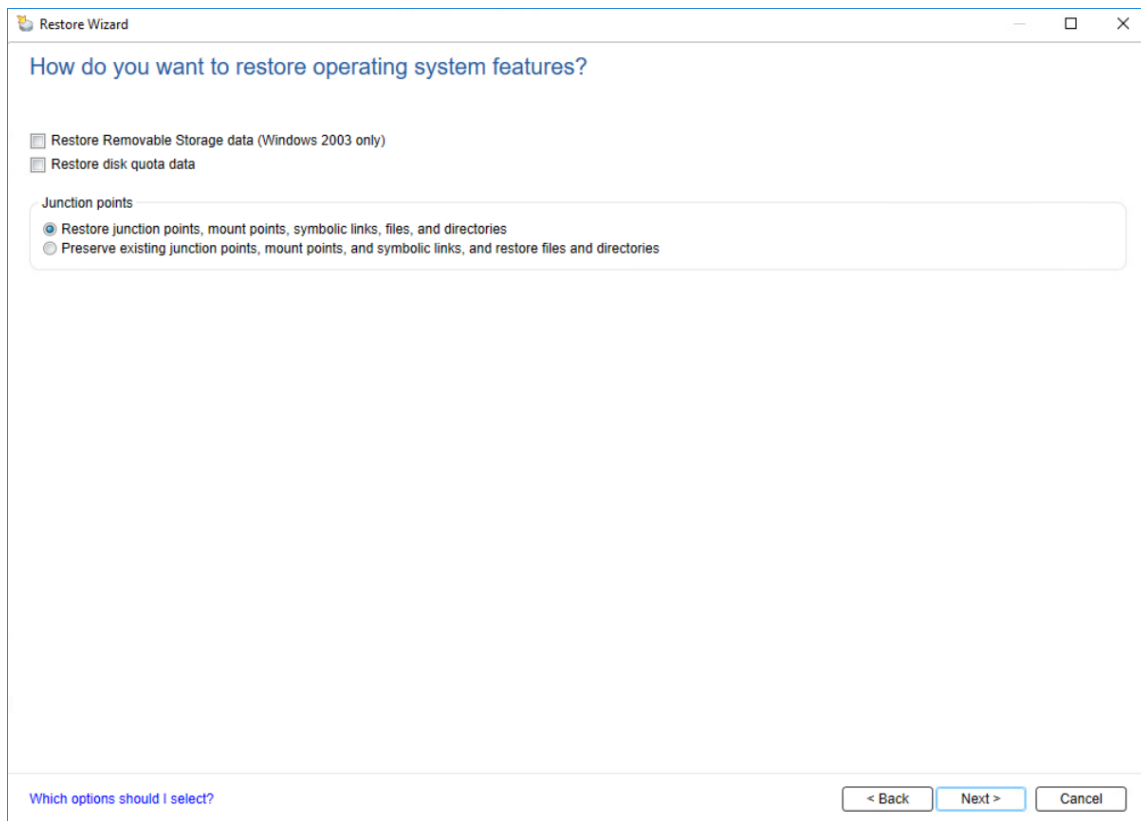 Restore Wizard
How do you want to restore operating system features?
Restore Removable Storage data (Windows 2003 only)
Restore disk quota data
Junction points
Restore junction points, mount points, symbolic links, files, and directories
Preserve existing junction points, mount points, and symbolic links, and restore files and directories
Which options should I select?
< Back
Next >
Cancel